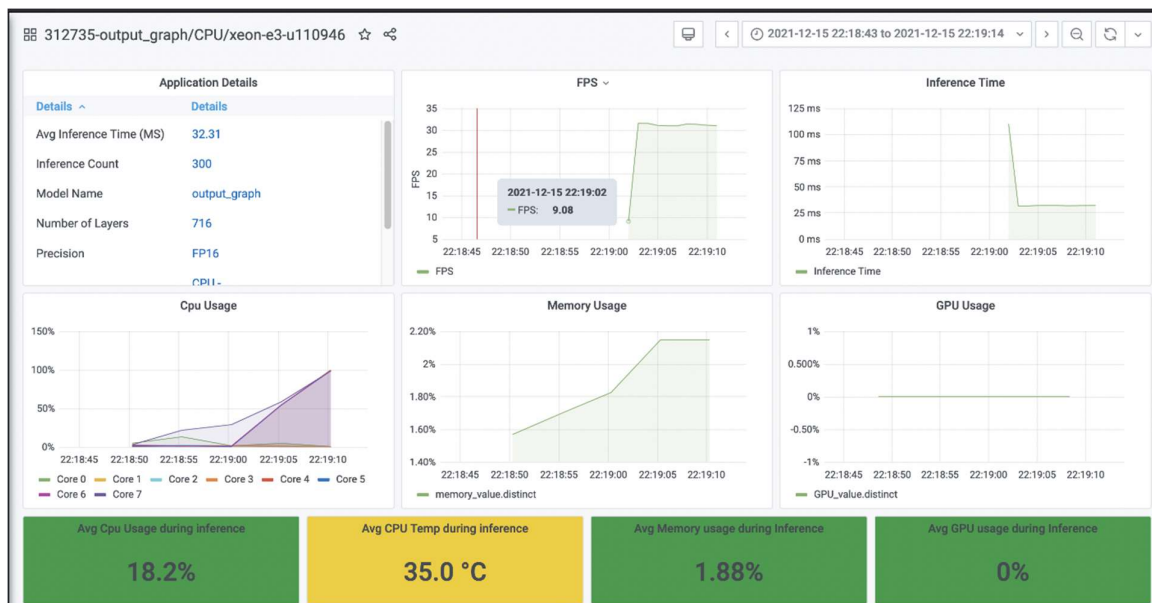 312735-output_graph/CPU/xeon-e3-u110946
2021-12-15 22:18:43 to 2021-12-15 22:19:14
Application Details
Details
Details
Avg Inference Time (MS) 32.31
Inference Count 300
Model Name output_graph
Number of Layers 716
Precision FP16
CPU -
FPS
35
30
25
20
15
10
5
FPS
2021-12-15 22:19:02
FPS: 9.08
22:18:45 22:18:50 22:18:55 22:19:00 22:19:05 22:19:10
FPS
Inference Time
125 ms
100 ms
75 ms
50 ms
25 ms
0 ms
22:18:45 22:18:50 22:18:55 22:19:00 22:19:05 22:19:10
Inference Time
Cpu Usage
150%
100%
50%
0%
22:18:45 22:18:50 22:18:55 22:19:00 22:19:05 22:19:10
Core 0 Core 1 Core 2 Core 3 Core 4 Core 5
Core 6 Core 7
Memory Usage
2.20%
2%
1.80%
1.60%
1.40%
22:18:45 22:18:50 22:18:55 22:19:00 22:19:05 22:19:10
memory_value.distinct
GPU Usage
1%
0.500%
0%
-0.50%
-1%
22:18:45 22:18:50 22:18:55 22:19:00 22:19:05 22:19:10
GPU_value.distinct
Avg Cpu Usage during inference
18.2%
Avg CPU Temp during inference
35.0 °C
Avg Memory usage during Inference
1.88%
Avg GPU usage during Inference
0%